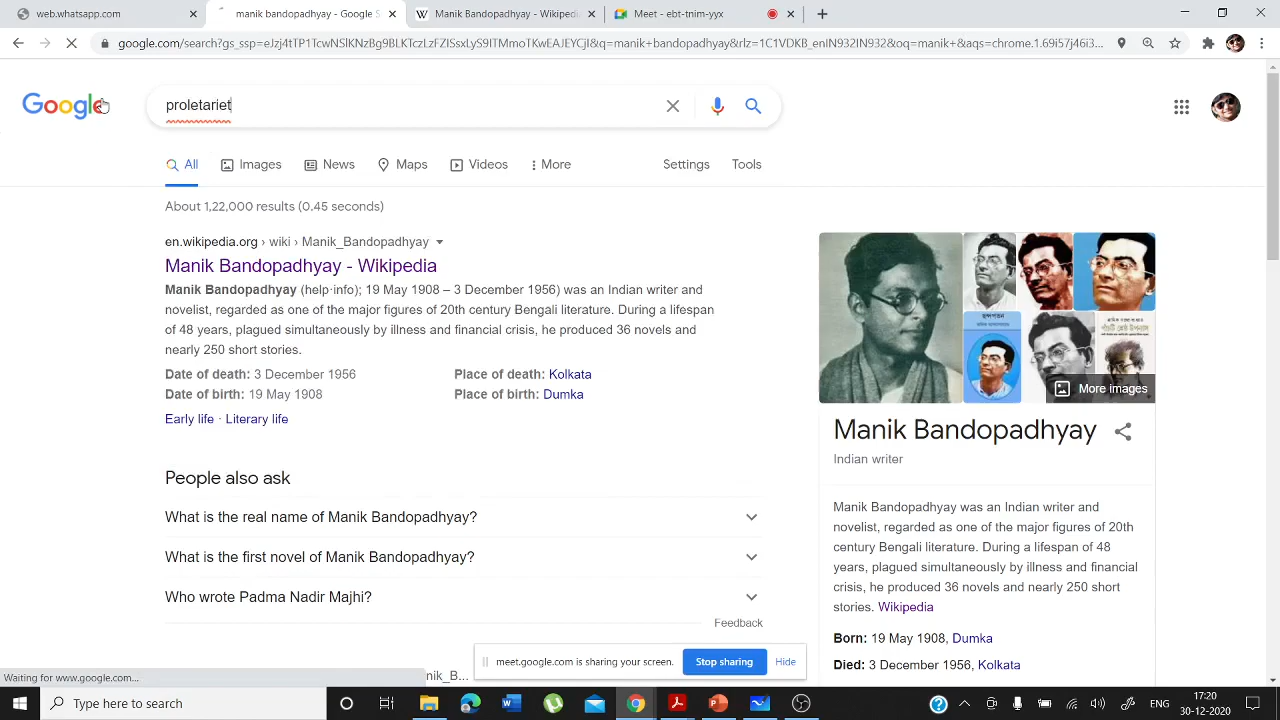 web.whatsapp.com
manik bandopadhyay - Google S
Manik Bandopadhyay - Wikipedi
Meet - ebt-trim-yzt
google.com/search?gs_ssp=eJzj4tTP1TcwNSlKNzBg9BLKTczLzFZISsxLyS9ITMmoTKwEAJEYCjI&q=manik+bandopadhyay&rlz=1C1VDKB_enIN932IN932&oq=manik+&aqs=chrome.1.69i57j46i3...
Google
proletariet
All
Images
News
Maps
Videos
More
Settings
Tools
About 1,22,000 results (0.45 seconds)
en.wikipedia.org › wiki › Manik_Bandopadhyay
Manik Bandopadhyay - Wikipedia
Manik Bandopadhyay (help·info); 19 May 1908 – 3 December 1956) was an Indian writer and
novelist, regarded as one of the major figures of 20th century Bengali literature. During a lifespan
of 48 years, plagued simultaneously by illness and financial crisis, he produced 36 novels and
nearly 250 short stories.
Date of death: 3 December 1956
Place of death: Kolkata
Date of birth: 19 May 1908
Place of birth: Dumka
Early life · Literary life
People also ask
What is the real name of Manik Bandopadhyay?
What is the first novel of Manik Bandopadhyay?
Who wrote Padma Nadir Majhi?
Feedback
More images
Manik Bandopadhyay
Indian writer
Manik Bandopadhyay was an Indian writer and
novelist, regarded as one of the major figures of 20th
century Bengali literature. During a lifespan of 48
years, plagued simultaneously by illness and financial
crisis, he produced 36 novels and nearly 250 short
stories. Wikipedia
Born: 19 May 1908, Dumka
Died: 3 December 1956, Kolkata
meet.google.com is sharing your screen.
Stop sharing
Hide
Waiting for www.google.com...
nik_B...
Type here to search
ENG
17:20
30-12-2020